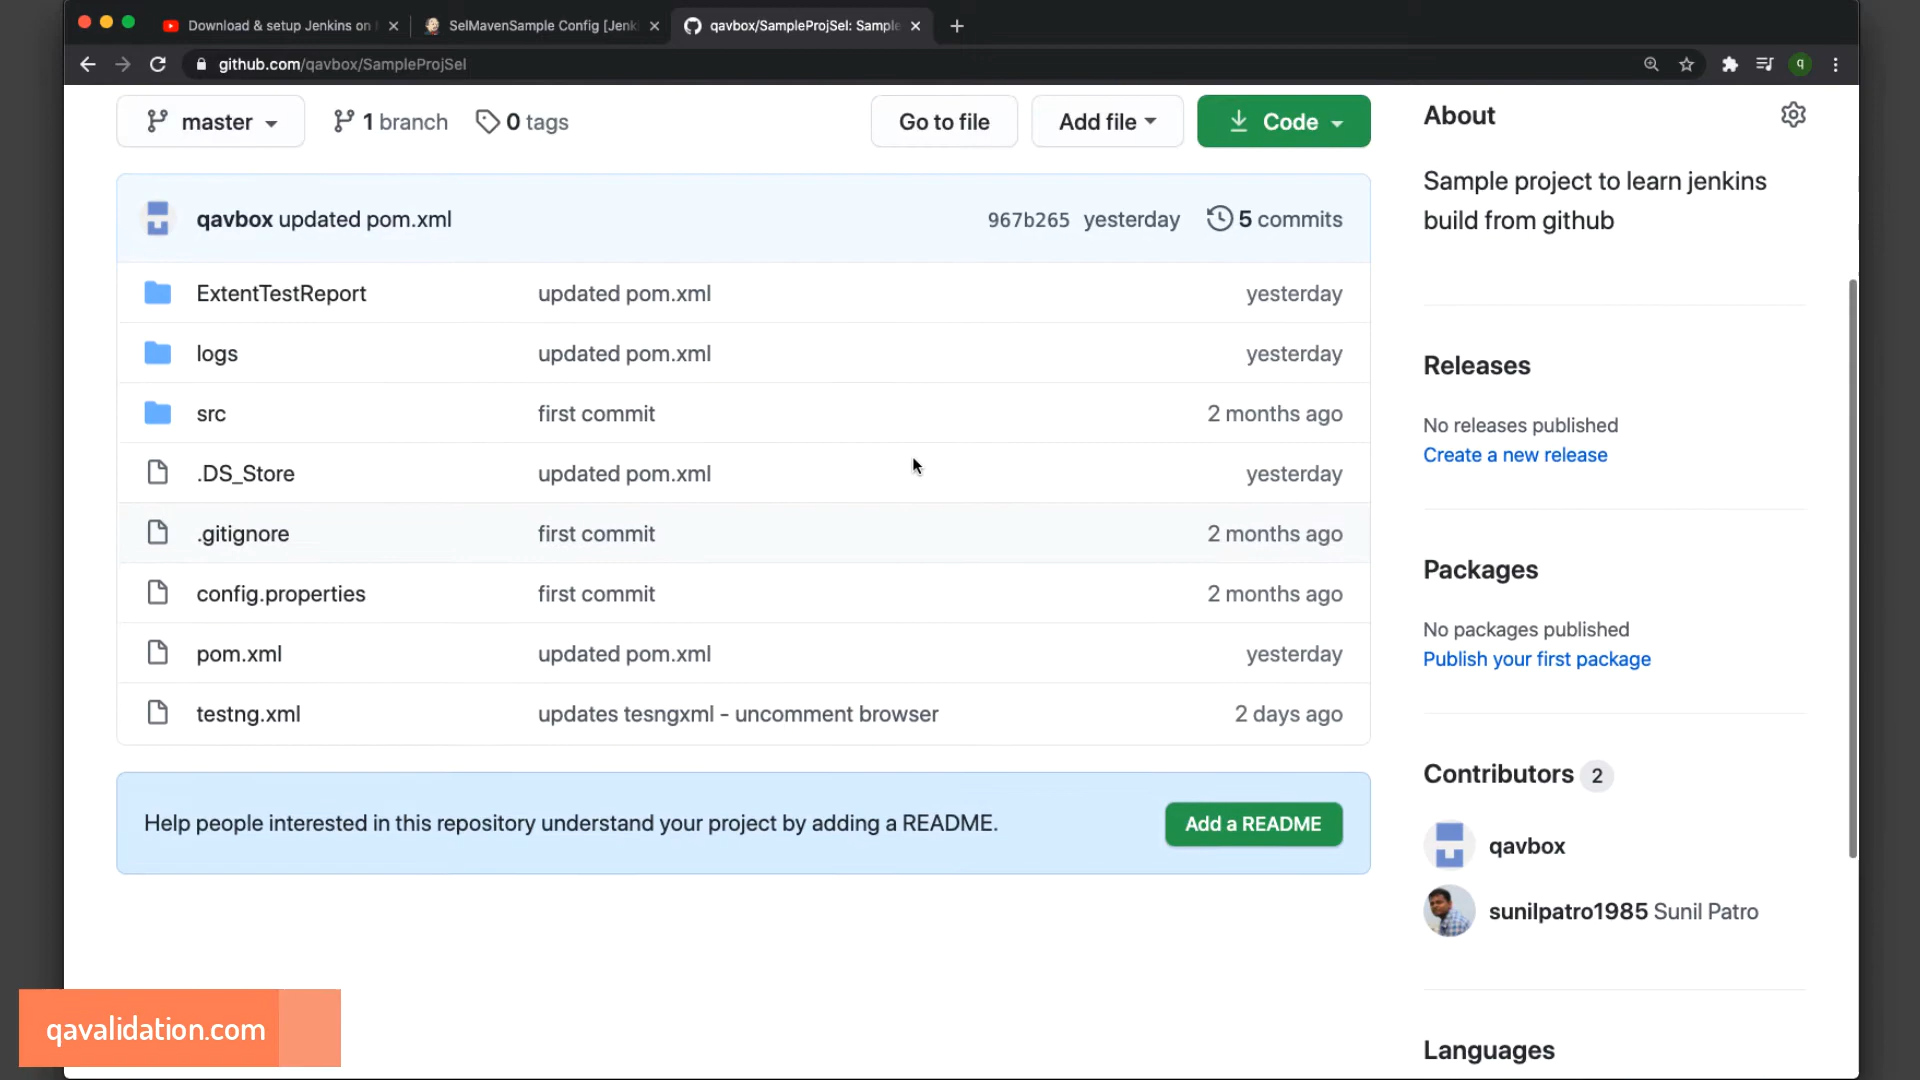 Download & setup Jenkins on
SelMavenSample Config [Jenk
qavbox/SampleProjSel: Sample
github.com/qavbox/SampleProjSel
q
master
1 branch
0 tags
Go to file
Add file
Code
qavbox updated pom.xml
967b265 yesterday
5 commits
ExtentTestReport updated pom.xml yesterday
logs updated pom.xml yesterday
src first commit 2 months ago
.DS_Store updated pom.xml yesterday
.gitignore first commit 2 months ago
config.properties first commit 2 months ago
pom.xml updated pom.xml yesterday
testng.xml updates tesngxml - uncomment browser 2 days ago
Help people interested in this repository understand your project by adding a README.
Add a README
About
Sample project to learn jenkins
build from github
Releases
No releases published
Create a new release
Packages
No packages published
Publish your first package
Contributors 2
qavbox
sunilpatro1985 Sunil Patro
Languages
qavalidation.com